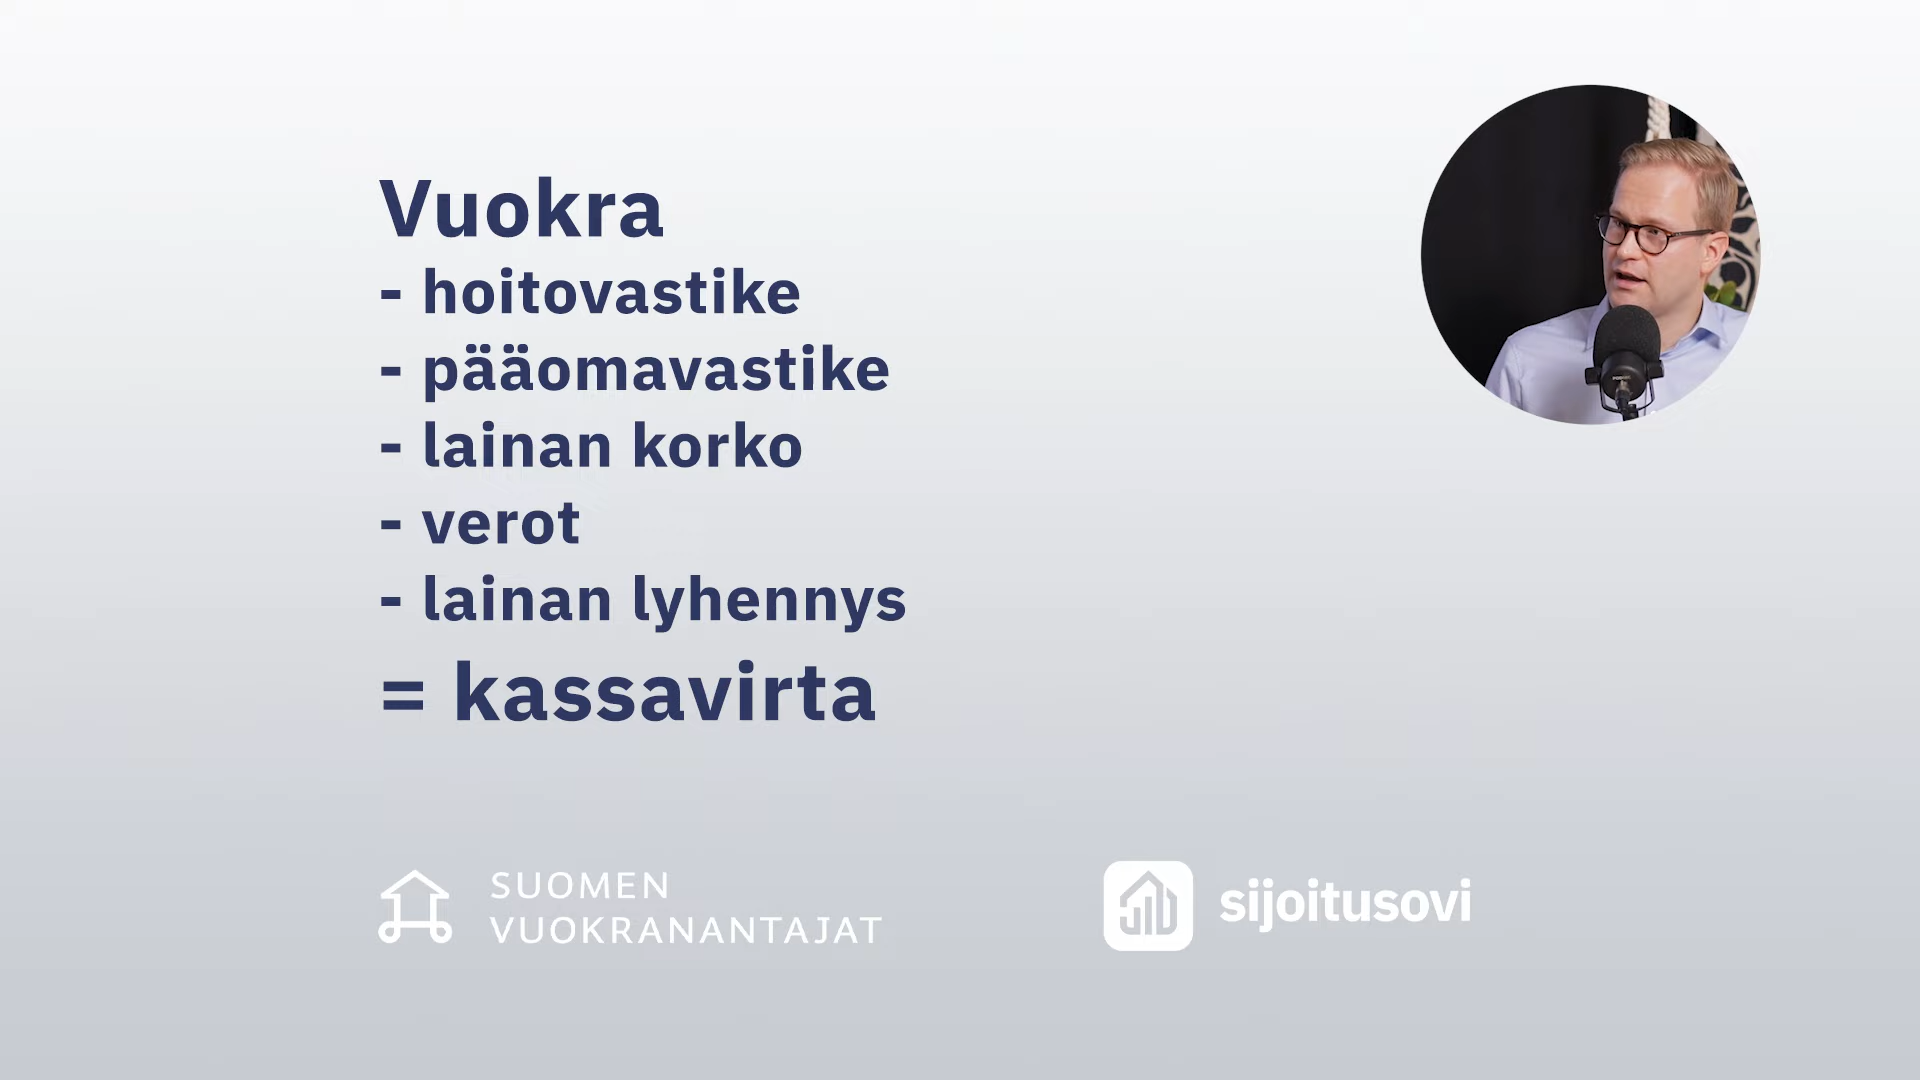 Vuokra
- hoitovastike
- pääomavastike
- lainan korko
- verot
- lainan lyhennys
= kassavirta
SUOMEN
VUOKRANANTAJAT
sijoitusovi